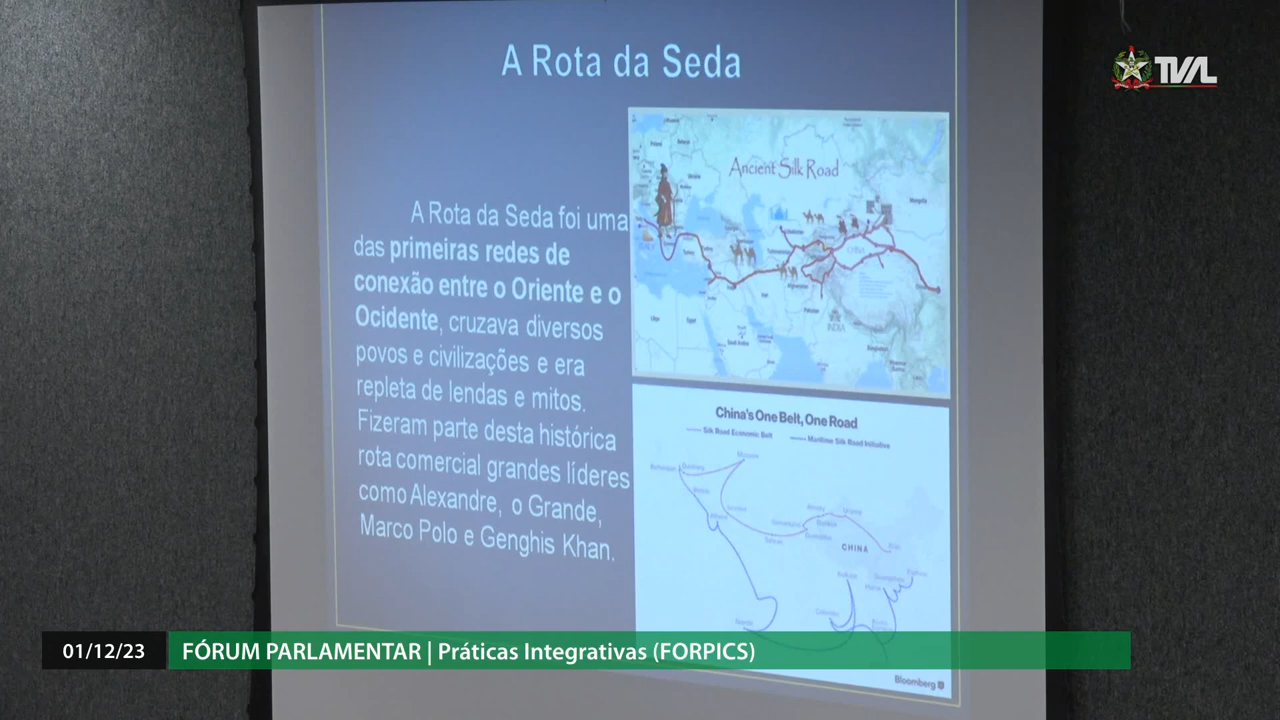 A Rota da Seda
TVAL
A Rota da Seda foi uma
das primeiras redes de
conexão entre o Oriente e o
Ocidente, cruzava diversos
povos e civilizações e era
repleta de lendas e mitos.
Fizeram parte desta histórica
rota comercial grandes líderes
como Alexandre, o Grande,
Marco Polo e Genghis Khan.
Ancient Silk Road
CHINA
INDIA
China's One Belt, One Road
Silk Road Economic Belt
Maritime Silk Road Initiative
Moscow
CHINA
Bloomberg
01/12/23
FÓRUM PARLAMENTAR | Práticas Integrativas (FORPICS)